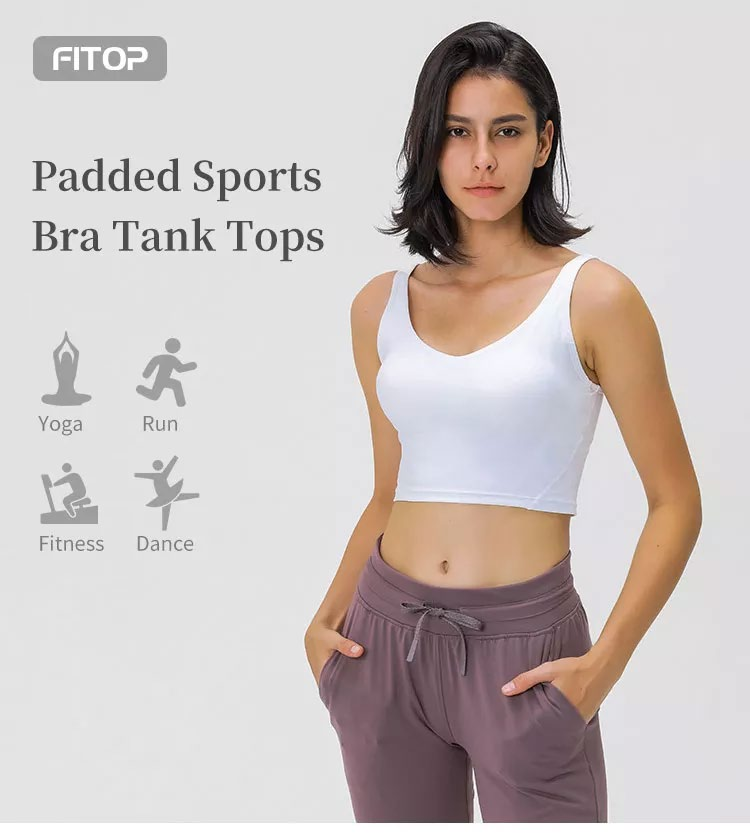 FITOP
Padded Sports
Bra Tank Tops
Yoga
Run
Fitness
Dance